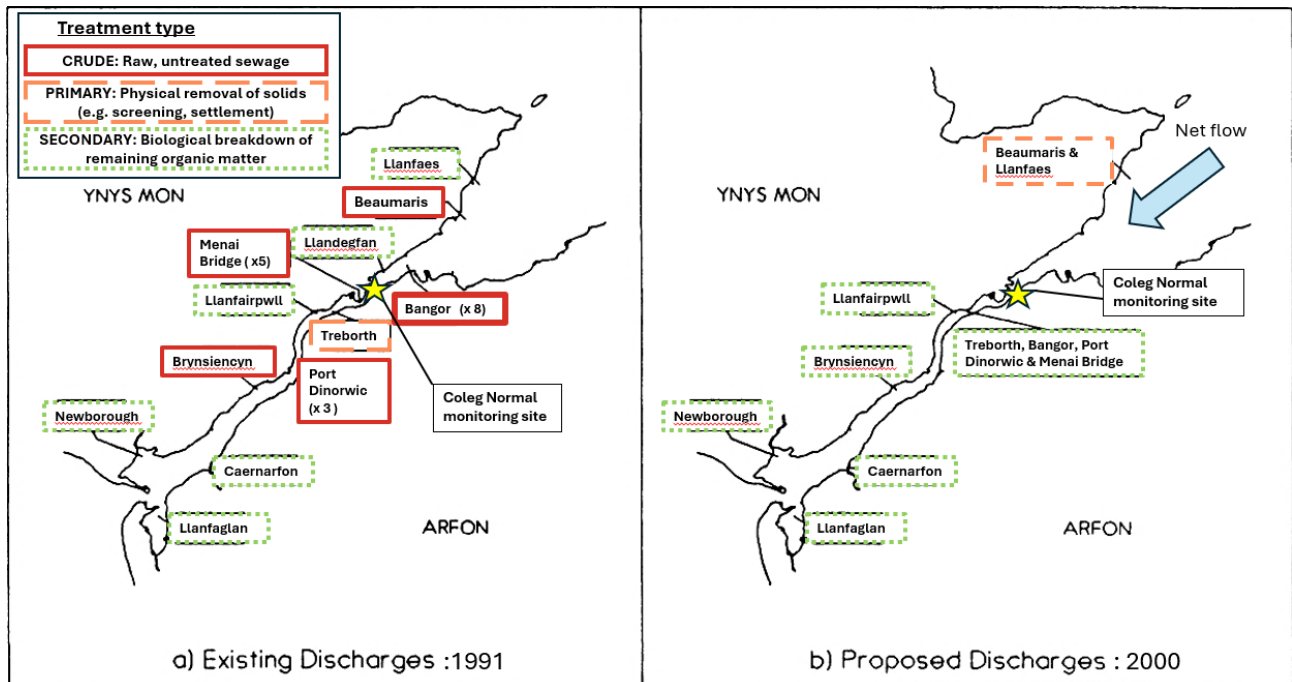 Treatment type
CRUDE: Raw, untreated sewage
PRIMARY: Physical removal of solids
(e.g. screening, settlement)
SECONDARY: Biological breakdown of
remaining organic matter
YNYS MON
Llanfaes
Beaumaris
Menai
Bridge ( x5)
Llandegfan
Llanfairpwll
Bangor (x 8)
Treborth
Brynsiencyn
Port
Dinorwic
(x 3 )
Coleg Normal
monitoring site
Newborough
Caernarfon
Llanfaglan
ARFON
a) Existing Discharges :1991
Net flow
Beaumaris &
Llanfaes
YNYS MON
Coleg Normal
monitoring site
Llanfairpwll
Treborth, Bangor, Port
Dinorwic & Menai Bridge
Brynsiencyn
Newborough
Caernarfon
Llanfaglan
ARFON
b) Proposed Discharges : 2000